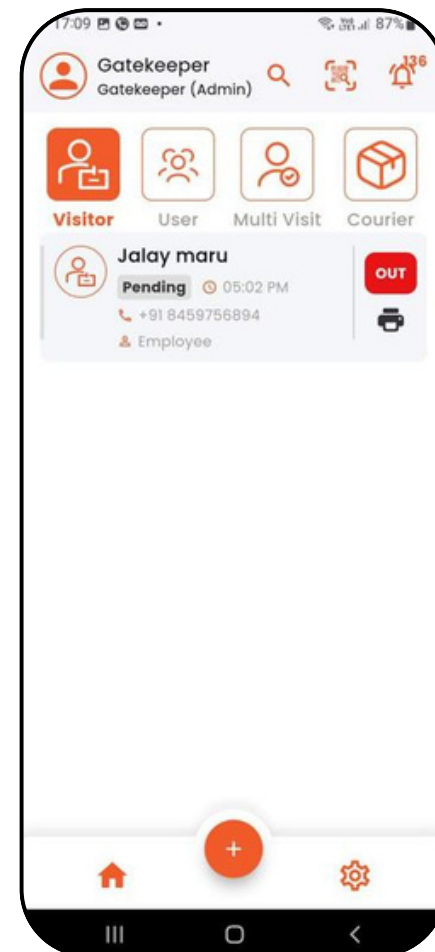 17:09 87%
Gatekeeper
Gatekeeper (Admin)
136
Visitor User Multi Visit Courier
Jalay maru
Pending 05:02 PM
+91 8459756894
Employee
OUT
+